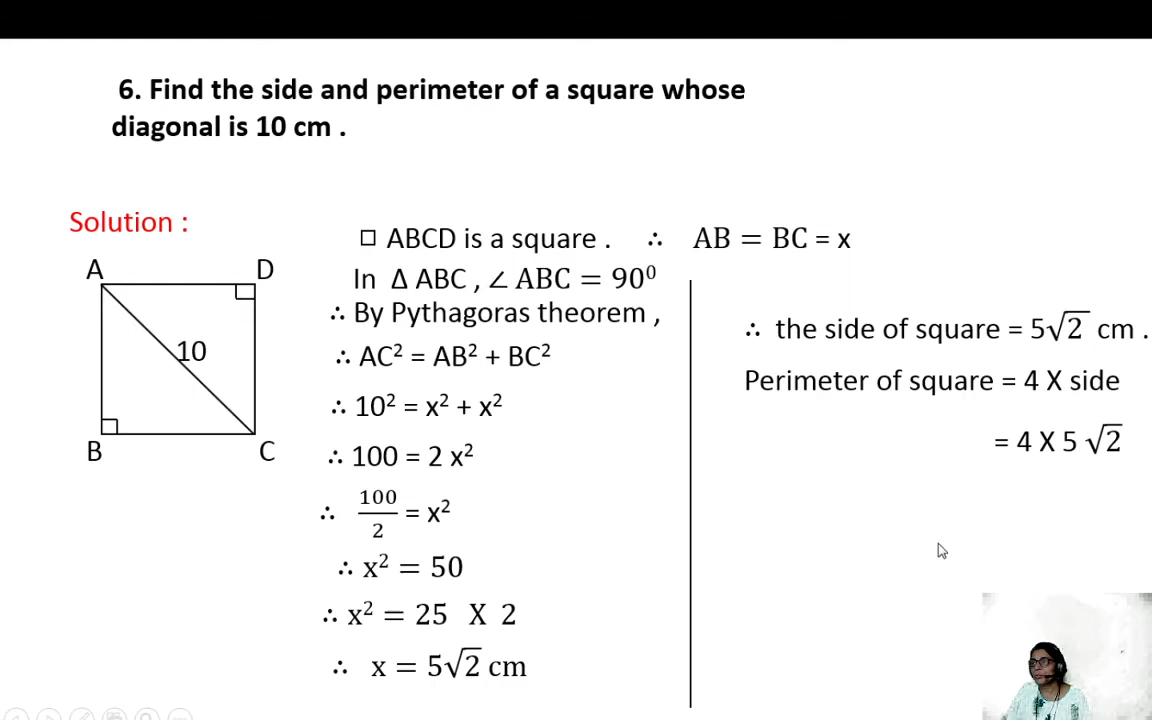 6. Find the side and perimeter of a square whose
diagonal is 10 cm .
Solution :
A
D
10
B
C
□ ABCD is a square . ∴ AB = BC = x
In Δ ABC , ∠ ABC = 90⁰
∴ By Pythagoras theorem ,
∴ AC² = AB² + BC²
∴ 10² = x² + x²
∴ 100 = 2 x²
∴ 100/2 = x²
∴ x² = 50
∴ x² = 25 X 2
∴ x = 5√2 cm
∴ the side of square = 5√2 cm .
Perimeter of square = 4 X side
= 4 X 5 √2